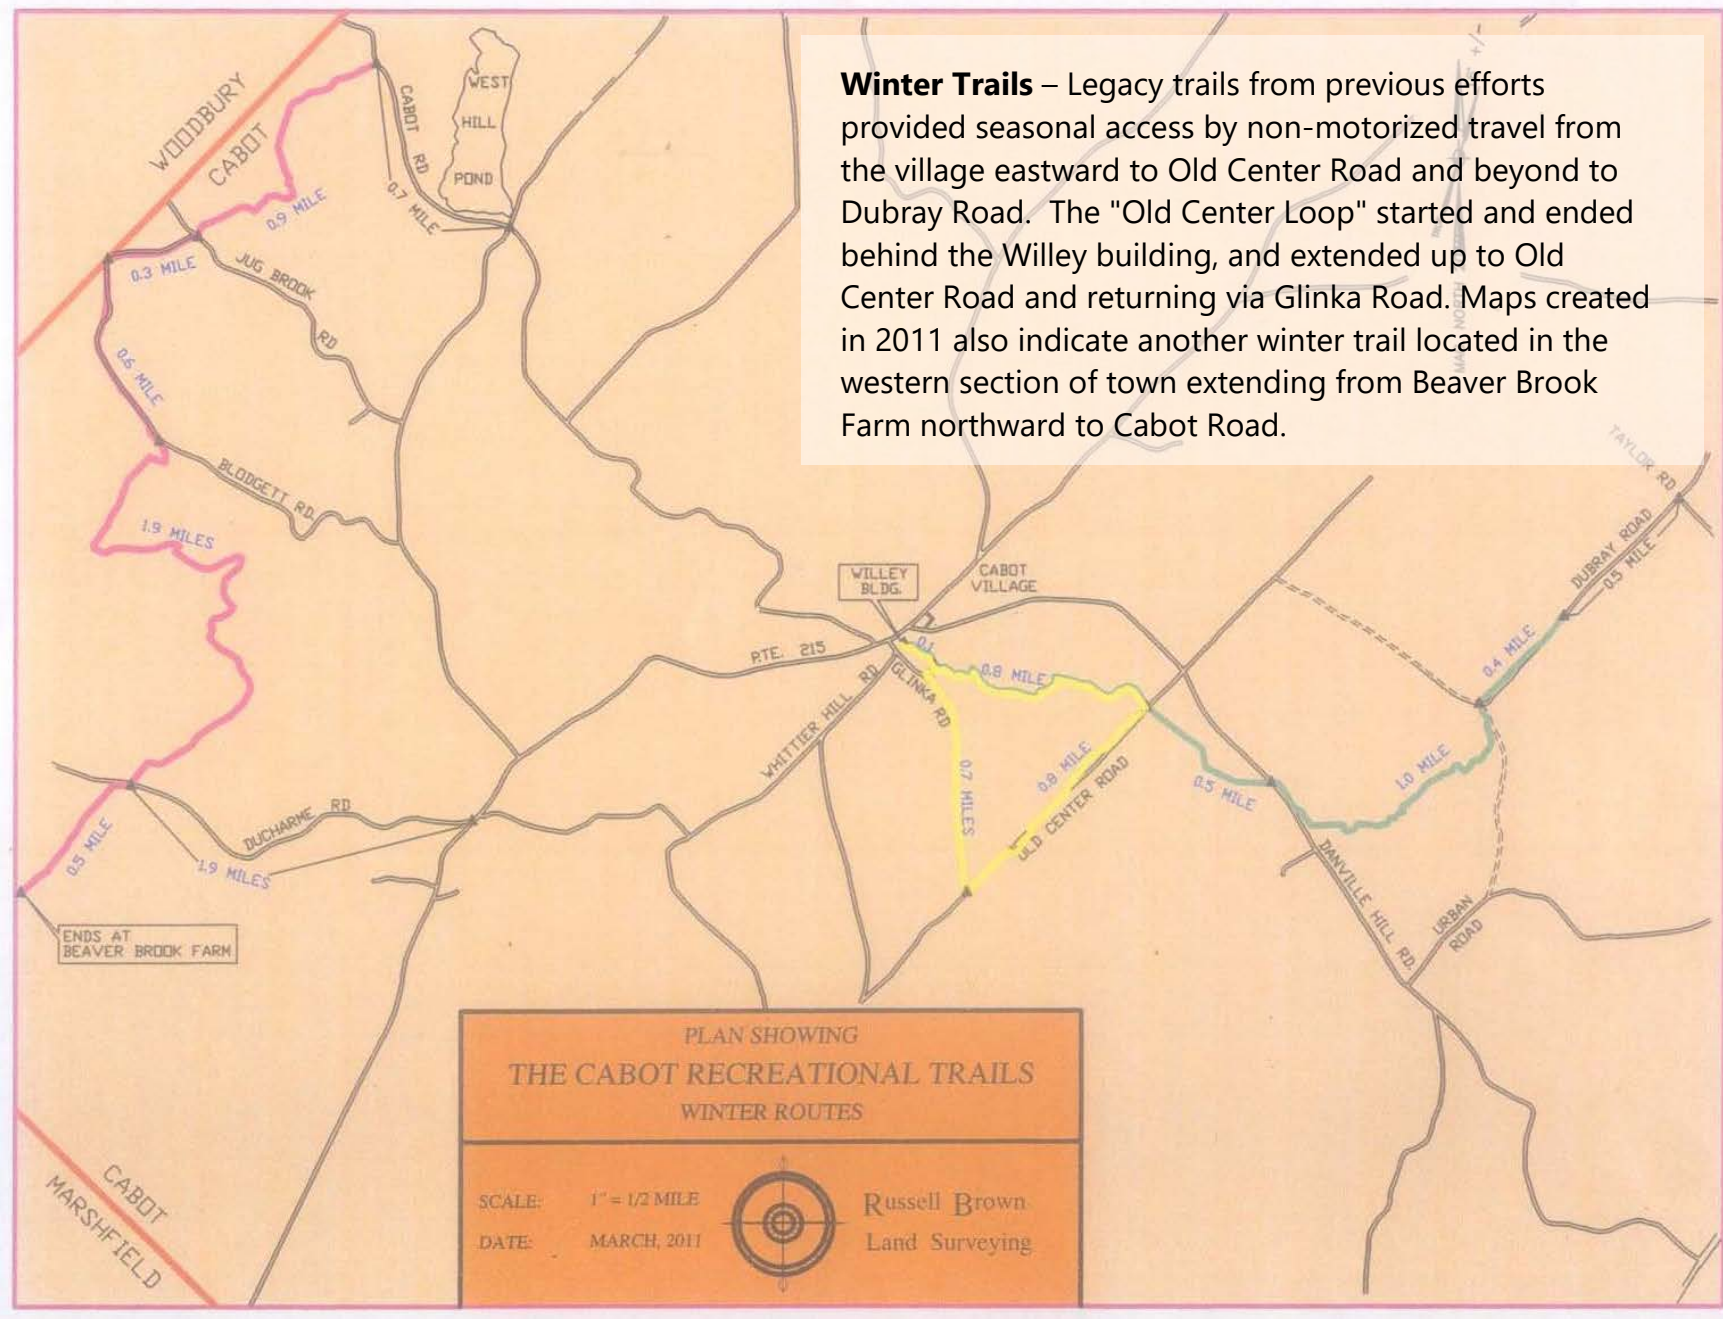 Winter Trails – Legacy trails from previous efforts
provided seasonal access by non-motorized travel from
the village eastward to Old Center Road and beyond to
Dubray Road.  The "Old Center Loop" started and ended
behind the Willey building, and extended up to Old
Center Road and returning via Glinka Road. Maps created
in 2011 also indicate another winter trail located in the
western section of town extending from Beaver Brook
Farm northward to Cabot Road.
+/-
WOODBURY
CABOT
CABOT RD
WEST
HILL
POND
0.7 MILE
0.9 MILE
0.3 MILE
JUG BROOK RD
0.6 MILE
BLODGETT RD.
1.9 MILES
TAYLOR RD
DUBRAY ROAD
0.5 MILE
WILLEY
BLDG.
CABOT
VILLAGE
RTE. 215
0.1
0.8 MILE
GLINKA RD
WHITTIER HILL RD
0.4 MILE
0.7 MILES
0.8 MILE
OLD CENTER ROAD
0.5 MILE
1.0 MILE
DUCHARME RD
0.5 MILE
1.9 MILES
DANVILLE HILL RD.
URBAN
ROAD
ENDS AT
BEAVER BROOK FARM
PLAN SHOWING
THE CABOT RECREATIONAL TRAILS
WINTER ROUTES
SCALE: 1" = 1/2 MILE
DATE: MARCH, 2011
Russell Brown
Land Surveying
CABOT
MARSHFIELD